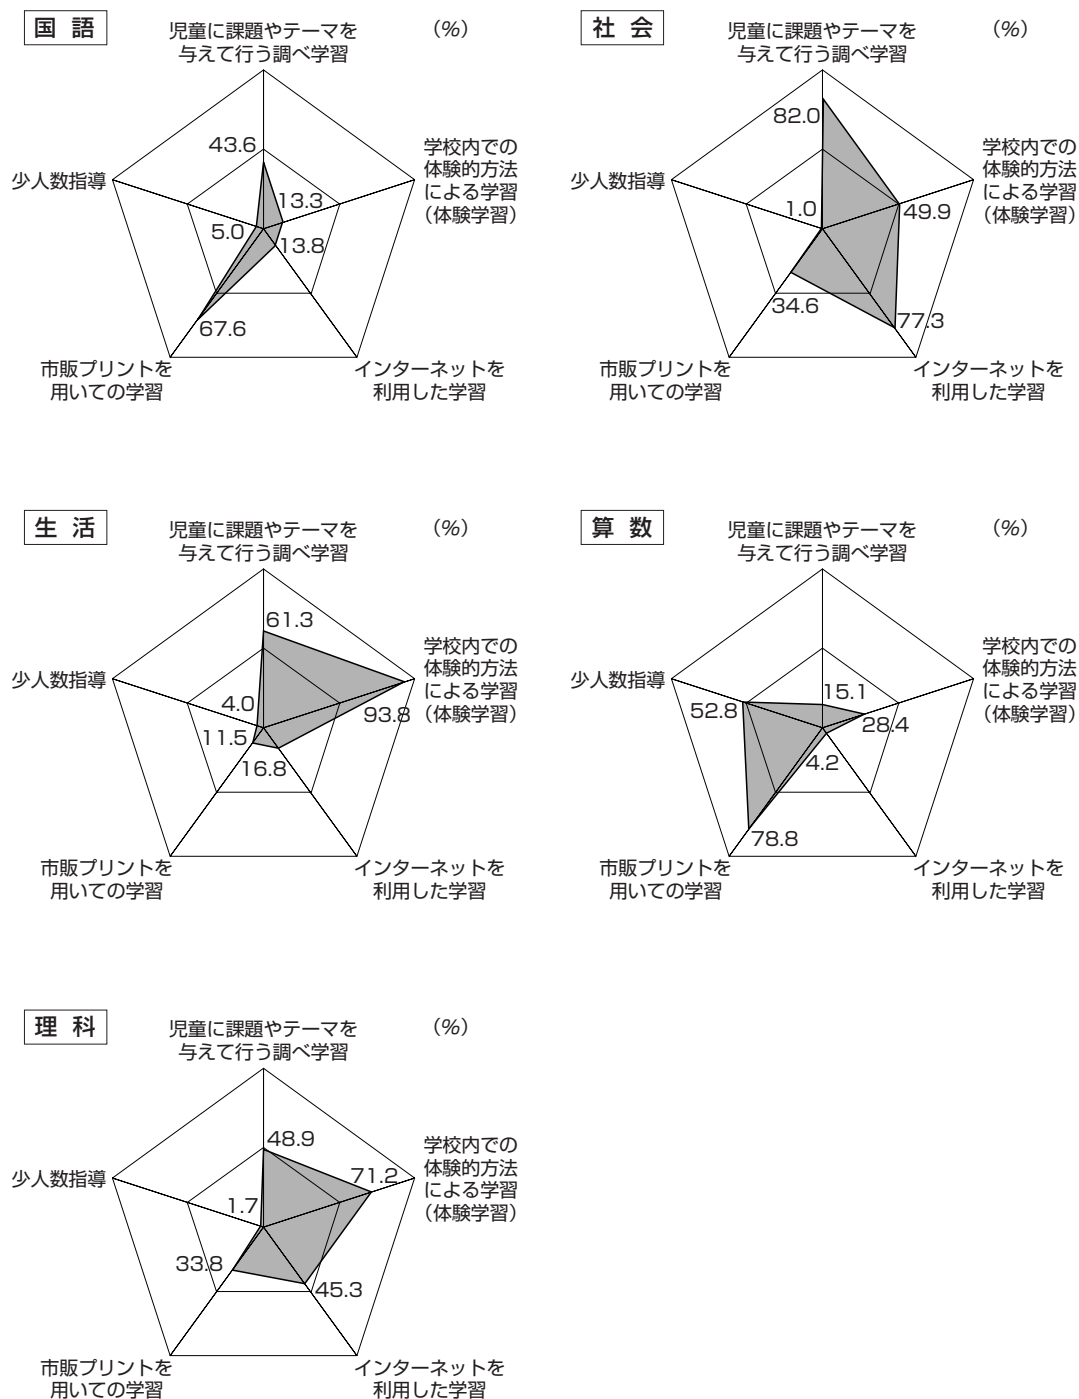 国 語
(%)
児童に課題やテーマを
与えて行う調べ学習
43.6
学校内での
体験的方法
による学習
(体験学習)
13.3
少人数指導
5.0
13.8
67.6
市販プリントを
用いての学習
インターネットを
利用した学習
社 会
(%)
児童に課題やテーマを
与えて行う調べ学習
82.0
学校内での
体験的方法
による学習
(体験学習)
49.9
少人数指導
1.0
34.6
77.3
市販プリントを
用いての学習
インターネットを
利用した学習
生 活
(%)
児童に課題やテーマを
与えて行う調べ学習
61.3
学校内での
体験的方法
による学習
(体験学習)
93.8
少人数指導
4.0
11.5
16.8
市販プリントを
用いての学習
インターネットを
利用した学習
算 数
(%)
児童に課題やテーマを
与えて行う調べ学習
15.1
学校内での
体験的方法
による学習
(体験学習)
28.4
少人数指導
52.8
4.2
78.8
市販プリントを
用いての学習
インターネットを
利用した学習
理 科
(%)
児童に課題やテーマを
与えて行う調べ学習
48.9
学校内での
体験的方法
による学習
(体験学習)
71.2
少人数指導
1.7
33.8
45.3
市販プリントを
用いての学習
インターネットを
利用した学習